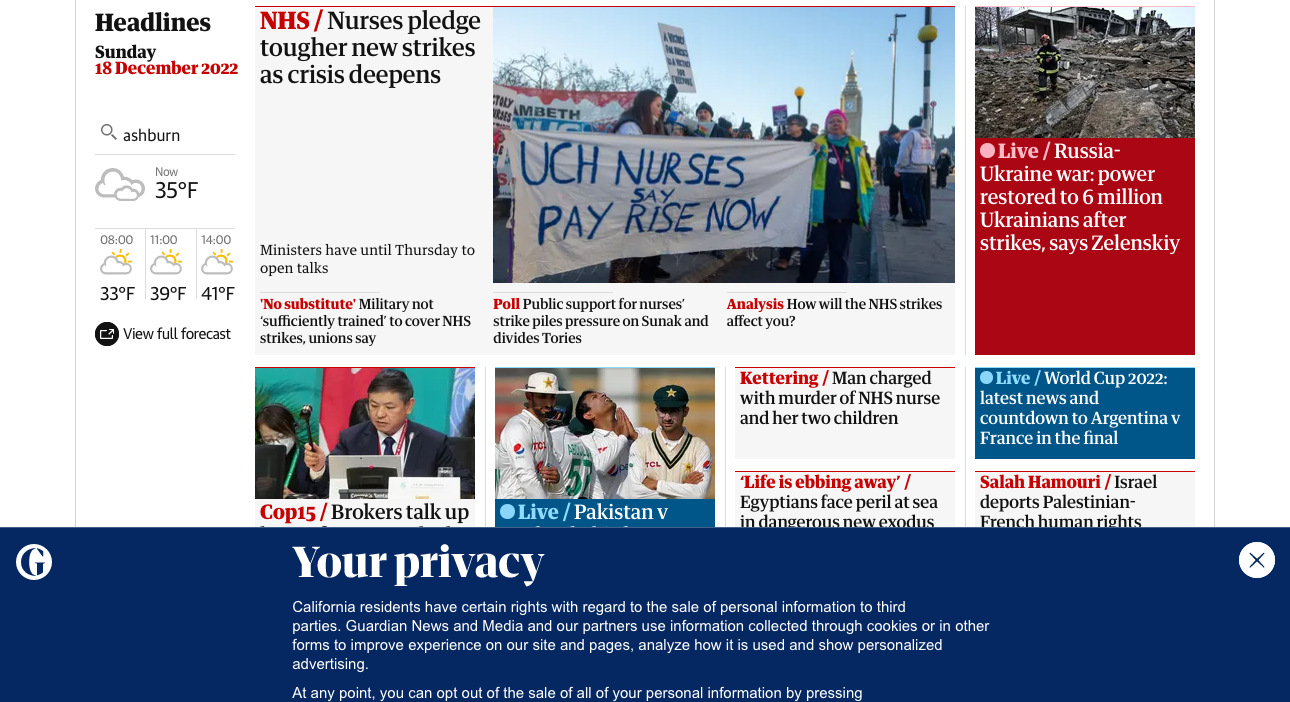 Headlines
Sunday
18 December 2022
ashburn
Now
35°F
08:00
11:00
14:00
33°F
39°F
41°F
View full forecast
NHS / Nurses pledge
tougher new strikes
as crisis deepens
Ministers have until Thursday to
open talks
UCH NURSES
SAY
PAY RISE NOW
'No substitute' Military not
‘sufficiently trained’ to cover NHS
strikes, unions say
Poll Public support for nurses’
strike piles pressure on Sunak and
divides Tories
Analysis How will the NHS strikes
affect you?
Live / Russia-
Ukraine war: power
restored to 6 million
Ukrainians after
strikes, says Zelenskiy
Cop15 / Brokers talk up
Live / Pakistan v
Kettering / Man charged
with murder of NHS nurse
and her two children
‘Life is ebbing away’ /
Egyptians face peril at sea
in dangerous new exodus
Live / World Cup 2022:
latest news and
countdown to Argentina v
France in the final
Salah Hamouri / Israel
deports Palestinian-
French human rights
Your privacy
California residents have certain rights with regard to the sale of personal information to third
parties. Guardian News and Media and our partners use information collected through cookies or in other
forms to improve experience on our site and pages, analyze how it is used and show personalized
advertising.
At any point, you can opt out of the sale of all of your personal information by pressing